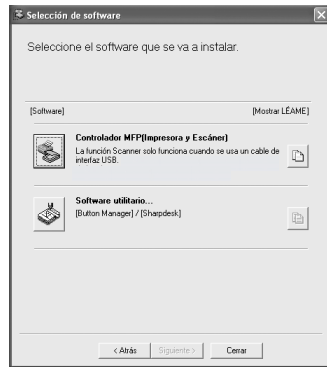 Selección de software
Seleccione el software que se va a instalar.
[Software] [Mostrar LÉAME]
Controlador MFP(Impresora y Escáner)
La función Scanner solo funciona cuando se usa un cable de
interfaz USB.
Software utilitario...
[Button Manager] / [Sharpdesk]
< Atrás Siguiente > Cerrar